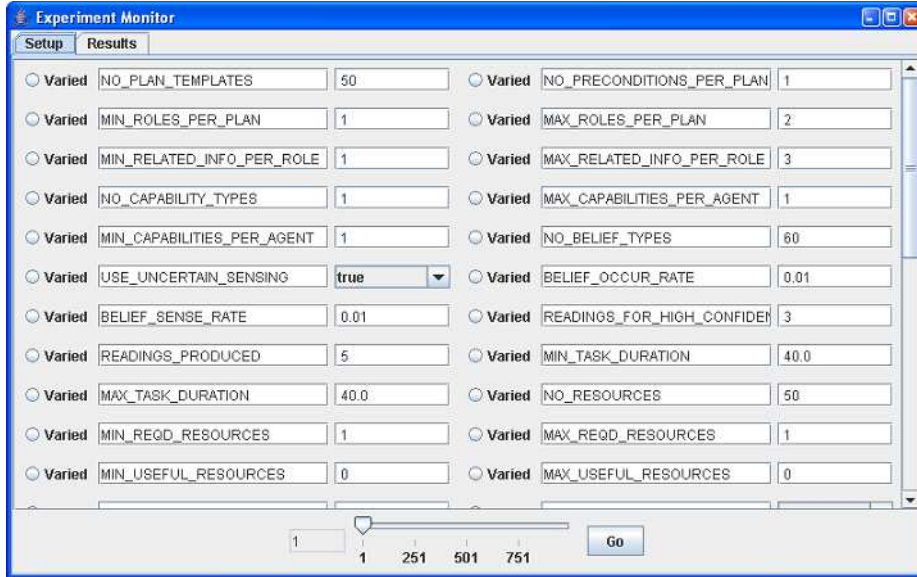 Experiment Monitor
Setup Results
Varied NO_PLAN_TEMPLATES 50 Varied NO_PRECONDITIONS_PER_PLAN 1
Varied MIN_ROLES_PER_PLAN 1 Varied MAX_ROLES_PER_PLAN 2
Varied MIN_RELATED_INFO_PER_ROLE 1 Varied MAX_RELATED_INFO_PER_ROLE 3
Varied NO_CAPABILITY_TYPES 1 Varied MAX_CAPABILITIES_PER_AGENT 1
Varied MIN_CAPABILITIES_PER_AGENT 1 Varied NO_BELIEF_TYPES 60
Varied USE_UNCERTAIN_SENSING true Varied BELIEF_OCCUR_RATE 0.01
Varied BELIEF_SENSE_RATE 0.01 Varied READINGS_FOR_HIGH_CONFIDEN 3
Varied READINGS_PRODUCED 5 Varied MIN_TASK_DURATION 40.0
Varied MAX_TASK_DURATION 40.0 Varied NO_RESOURCES 50
Varied MIN_REQD_RESOURCES 1 Varied MAX_REQD_RESOURCES 1
Varied MIN_USEFUL_RESOURCES 0 Varied MAX_USEFUL_RESOURCES 0
1 Go
1 251 501 751